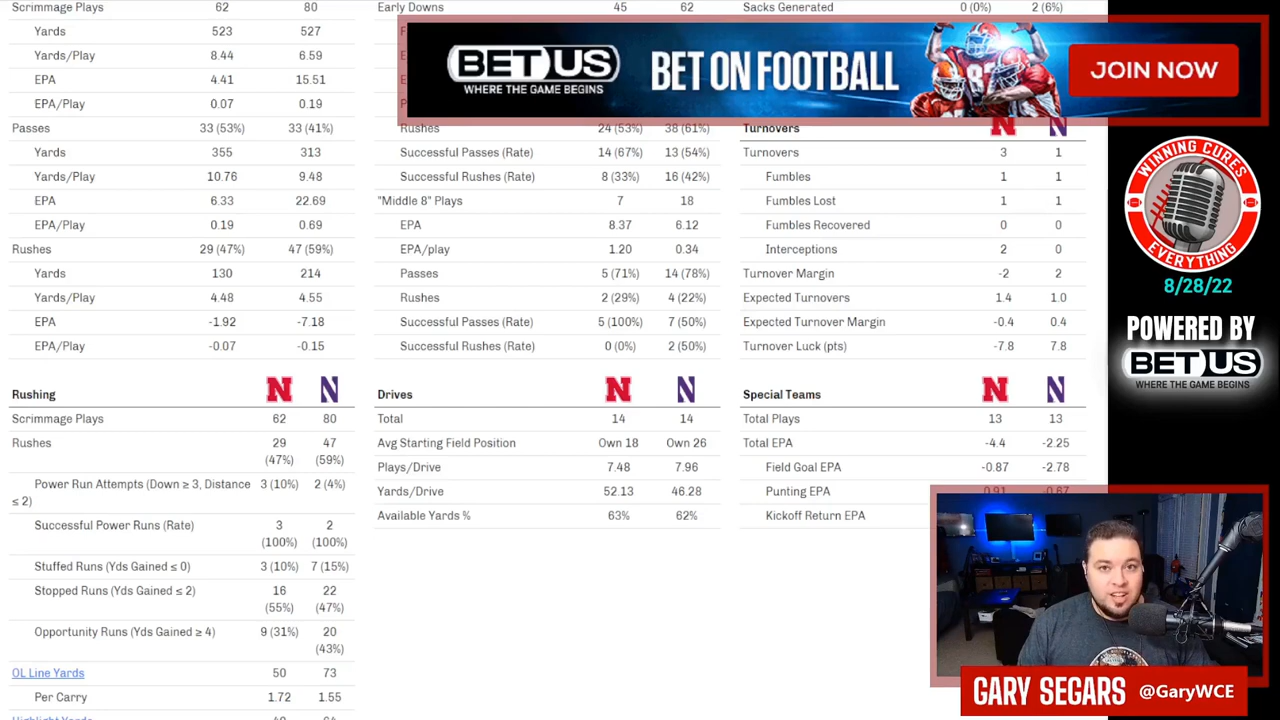 Scrimmage Plays 62 80
Yards 523 527
Yards/Play 8.44 6.59
EPA 4.41 15.51
EPA/Play 0.07 0.19
Passes 33 (53%) 33 (41%)
Yards 355 313
Yards/Play 10.76 9.48
EPA 6.33 22.69
EPA/Play 0.19 0.69
Rushes 29 (47%) 47 (59%)
Yards 130 214
Yards/Play 4.48 4.55
EPA -1.92 -7.18
EPA/Play -0.07 -0.15
Rushing N N
Scrimmage Plays 62 80
Rushes 29 47
(47%) (59%)
Power Run Attempts (Down ≥ 3, Distance 3 (10%) 2 (4%)
≤ 2)
Successful Power Runs (Rate) 3 2
(100%) (100%)
Stuffed Runs (Yds Gained ≤ 0) 3 (10%) 7 (15%)
Stopped Runs (Yds Gained ≤ 2) 16 22
(55%) (47%)
Opportunity Runs (Yds Gained ≥ 4) 9 (31%) 20
(43%)
OL Line Yards 50 73
Per Carry 1.72 1.55
Early Downs 45 62
Rushes 24 (53%) 38 (61%)
Successful Passes (Rate) 14 (67%) 13 (54%)
Successful Rushes (Rate) 8 (33%) 16 (42%)
"Middle 8" Plays 7 18
EPA 8.37 6.12
EPA/play 1.20 0.34
Passes 5 (71%) 14 (78%)
Rushes 2 (29%) 4 (22%)
Successful Passes (Rate) 5 (100%) 7 (50%)
Successful Rushes (Rate) 0 (0%) 2 (50%)
Drives N N
Total 14 14
Avg Starting Field Position Own 18 Own 26
Plays/Drive 7.48 7.96
Yards/Drive 52.13 46.28
Available Yards % 63% 62%
Sacks Generated 0 (0%) 2 (6%)
Turnovers N N
Turnovers 3 1
Fumbles 1 1
Fumbles Lost 1 1
Fumbles Recovered 0 0
Interceptions 2 0
Turnover Margin -2 2
Expected Turnovers 1.4 1.0
Expected Turnover Margin -0.4 0.4
Turnover Luck (pts) -7.8 7.8
Special Teams N N
Total Plays 13 13
Total EPA -4.4 -2.25
Field Goal EPA -0.87 -2.78
Punting EPA 0.91 -0.67
Kickoff Return EPA
BETUS
WHERE THE GAME BEGINS
BET ON FOOTBALL
JOIN NOW
WINNING CURES
EVERYTHING
8/28/22
POWERED BY
BETUS
WHERE THE GAME BEGINS
GARY SEGARS @GaryWCE